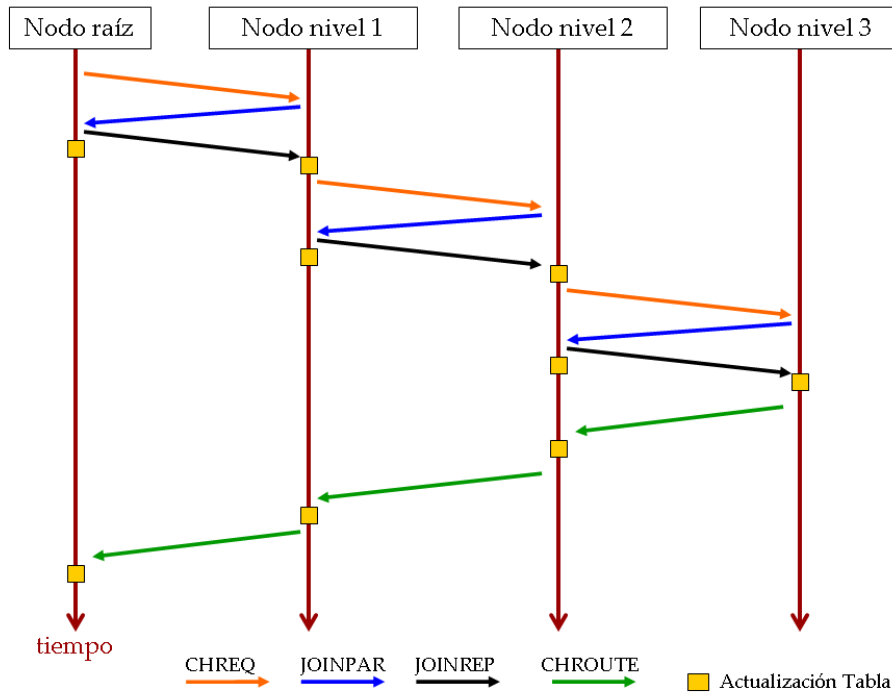 Nodo raíz
Nodo nivel 1
Nodo nivel 2
Nodo nivel 3
tiempo
CHREQ
JOINPAR
JOINREP
CHROUTE
Actualización Tabla